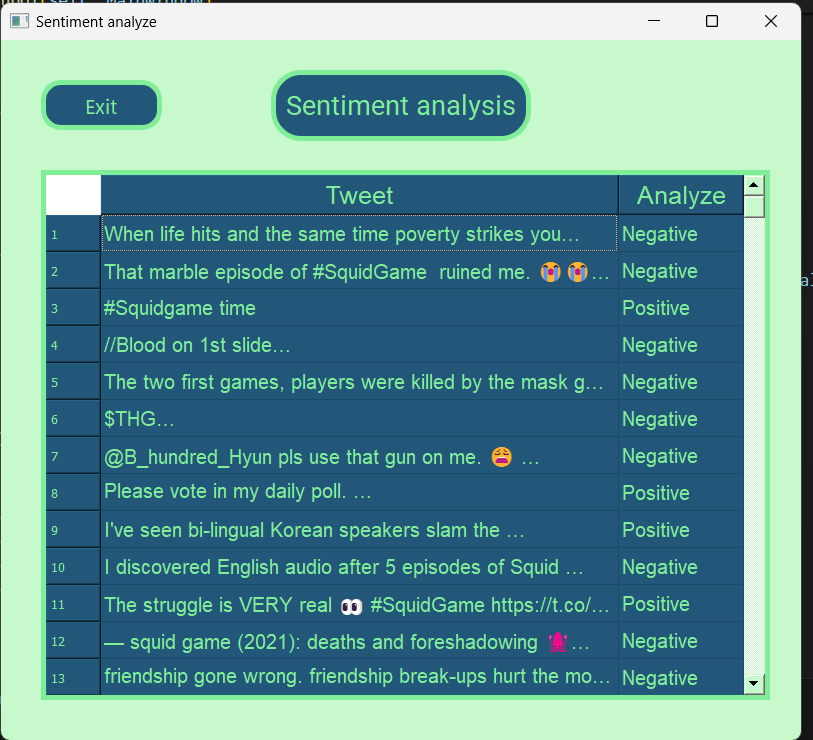 Sentiment analyze
Exit
Sentiment analysis
Tweet Analyze
1 When life hits and the same time poverty strikes you… Negative
2 That marble episode of #SquidGame  ruined me. 😭😭… Negative
3 #Squidgame time Positive
4 //Blood on 1st slide… Negative
5 The two first games, players were killed by the mask g… Negative
6 $THG… Negative
7 @B_hundred_Hyun pls use that gun on me. 😩 … Negative
8 Please vote in my daily poll. … Positive
9 I've seen bi-lingual Korean speakers slam the … Positive
10 I discovered English audio after 5 episodes of Squid … Negative
11 The struggle is VERY real 👀 #SquidGame https://t.co/… Positive
12 — squid game (2021): deaths and foreshadowing 🦑… Negative
13 friendship gone wrong. friendship break-ups hurt the mo… Negative